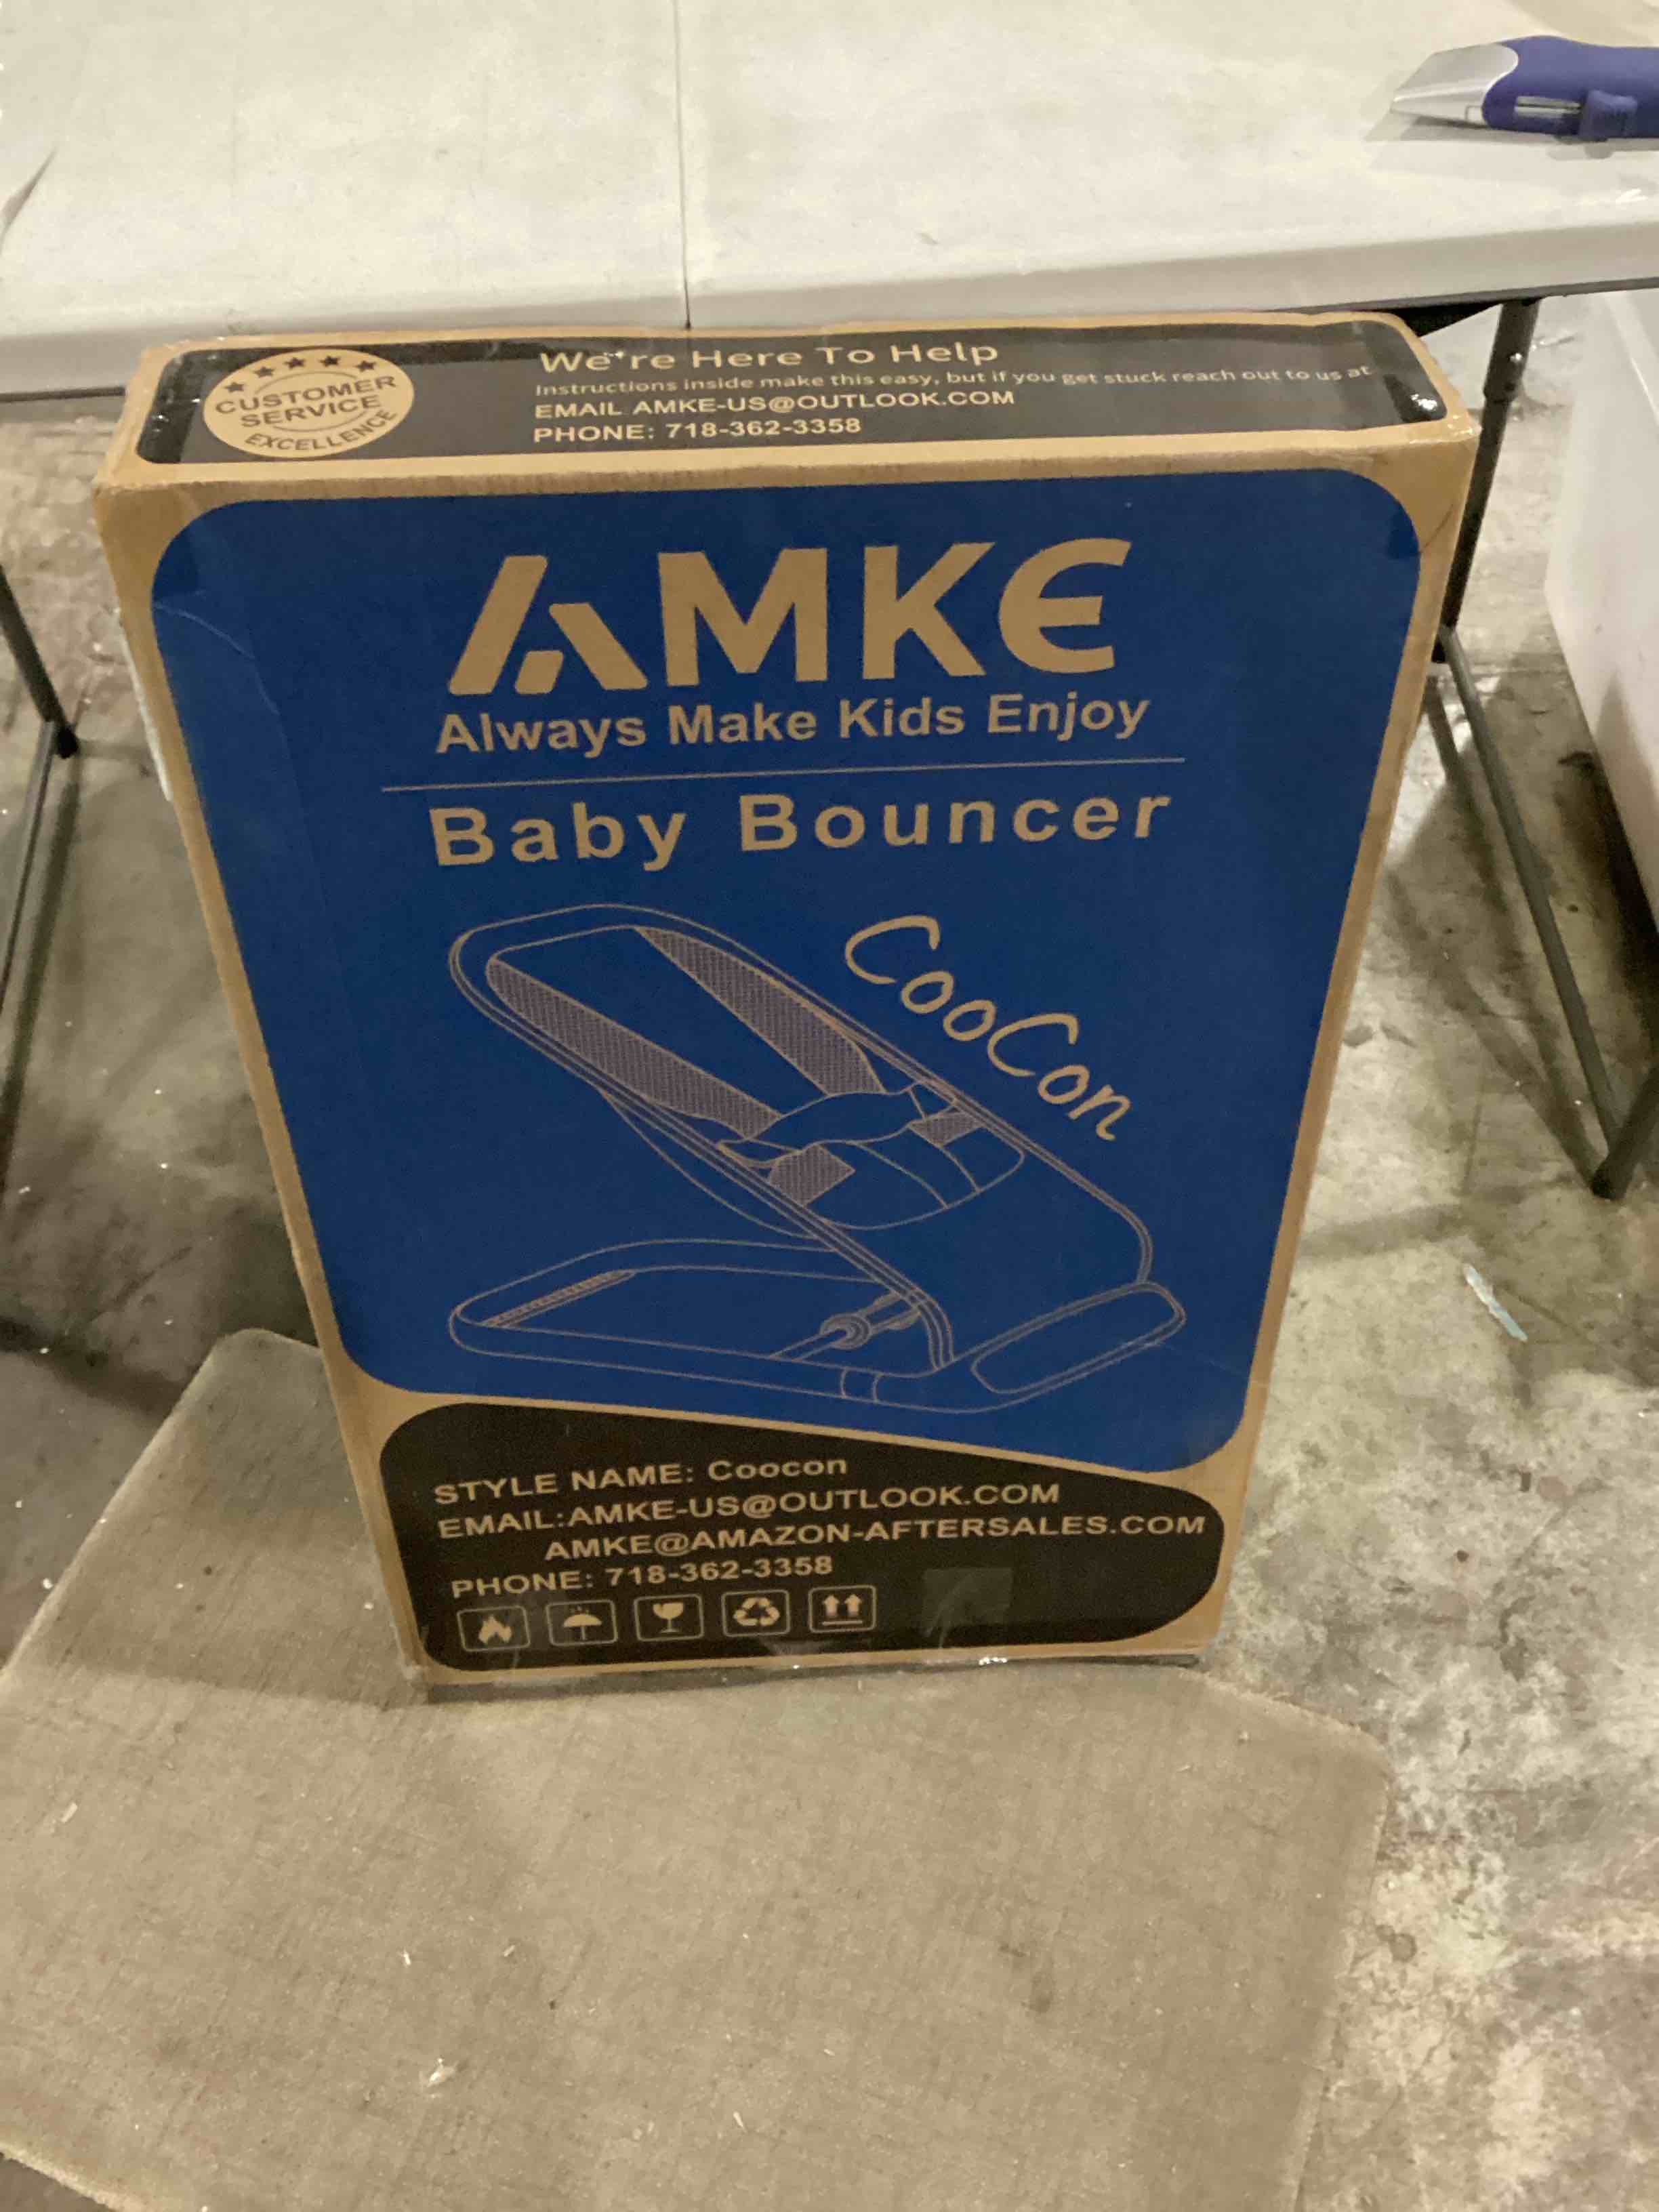 CUSTOMER
SERVICE
EXCELLENCE
We're Here To Help
Instructions inside make this easy, but if you get stuck reach out to us at
EMAIL AMKE-US@OUTLOOK.COM
PHONE: 718-362-3358
AMKE
Always Make Kids Enjoy
Baby Bouncer
CooCon
STYLE NAME: Coocon
EMAIL:AMKE-US@OUTLOOK.COM
AMKE@AMAZON-AFTERSALES.COM
PHONE: 718-362-3358